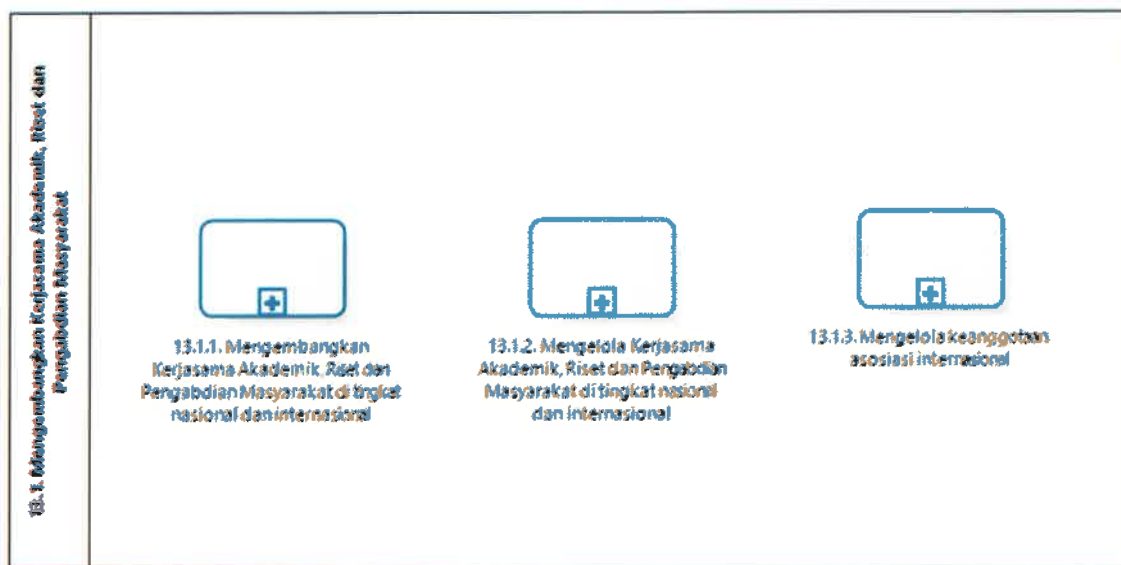 13.1. Mengembangkan Kerjasama Akademik, Riset dan
Pengabdian Masyarakat
13.1.1. Mengembangkan
Kerjasama Akademik, Riset dan
Pengabdian Masyarakat di tingkat
nasional dan internasional
13.1.2. Mengelola Kerjasama
Akademik, Riset dan Pengabdian
Masyarakat di tingkat nasional
dan internasional
13.1.3. Mengelola keanggotaan
asosiasi internasional